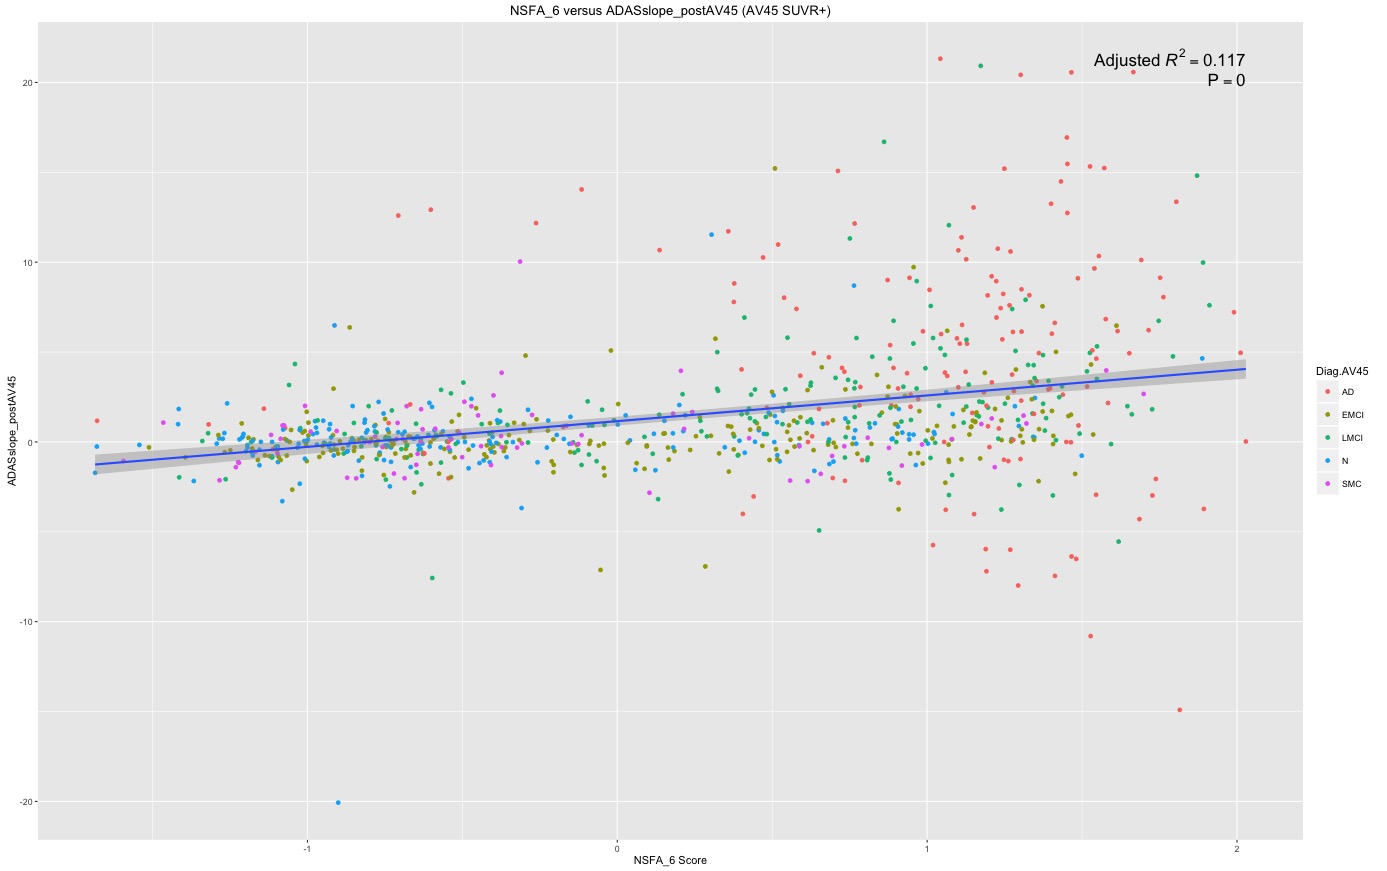 NSFA_6 versus ADASslope_postAV45 (AV45 SUVR+)
Adjusted R² = 0.117
P = 0
20
10
0
-10
-20
ADASslope_postAV45
-1
0
1
2
NSFA_6 Score
Diag.AV45
AD
EMCI
LMCI
N
SMC